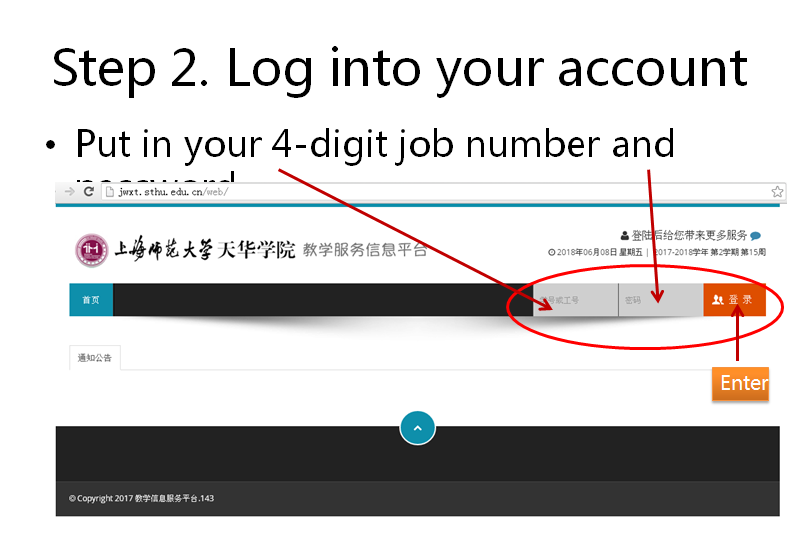 Step 2. Log into your account
• Put in your 4-digit job number and
password
jwxt.sthu.edu.cn/web/
上海师范大学天华学院 教学服务信息平台
登陆后给您带来更多服务
2018年06月08日 星期五 | 2017-2018学年 第2学期 第15周
首页
号或工号
密码
登录
通知公告
Enter
© Copyright 2017 教学信息服务平台.143